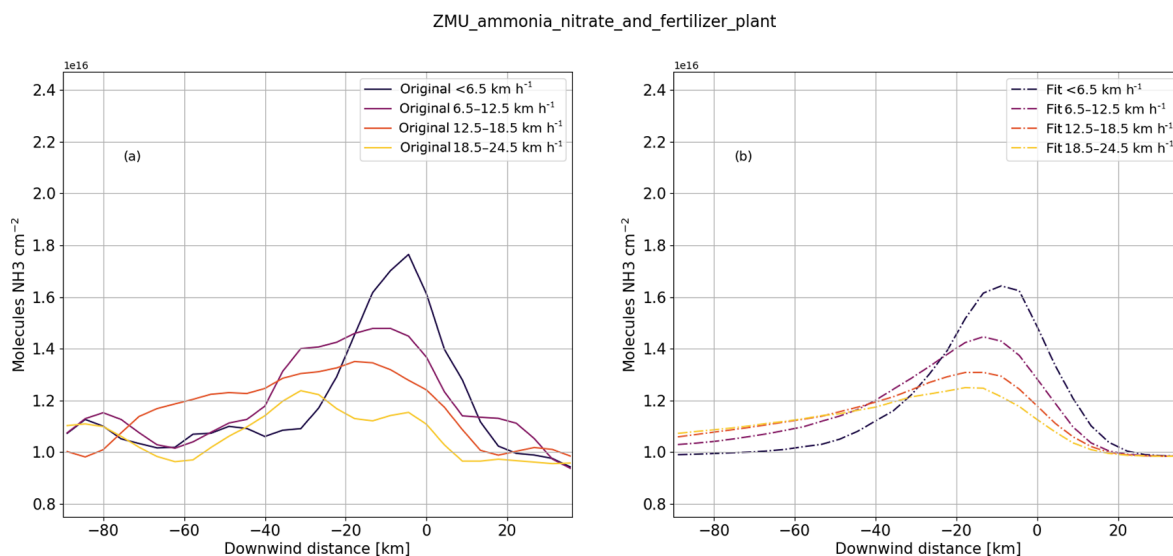 ZMU_ammonia_nitrate_and_fertilizer_plant
1e16
2.4
2.2
2.0
1.8
1.6
1.4
1.2
1.0
0.8
Molecules NH3 cm⁻²
(a)
Original <6.5 km h⁻¹
Original 6.5–12.5 km h⁻¹
Original 12.5–18.5 km h⁻¹
Original 18.5–24.5 km h⁻¹
−80 −60 −40 −20 0 20
Downwind distance [km]
1e16
2.4
2.2
2.0
1.8
1.6
1.4
1.2
1.0
0.8
Molecules NH3 cm⁻²
(b)
Fit <6.5 km h⁻¹
Fit 6.5–12.5 km h⁻¹
Fit 12.5–18.5 km h⁻¹
Fit 18.5–24.5 km h⁻¹
−80 −60 −40 −20 0 20
Downwind distance [km]